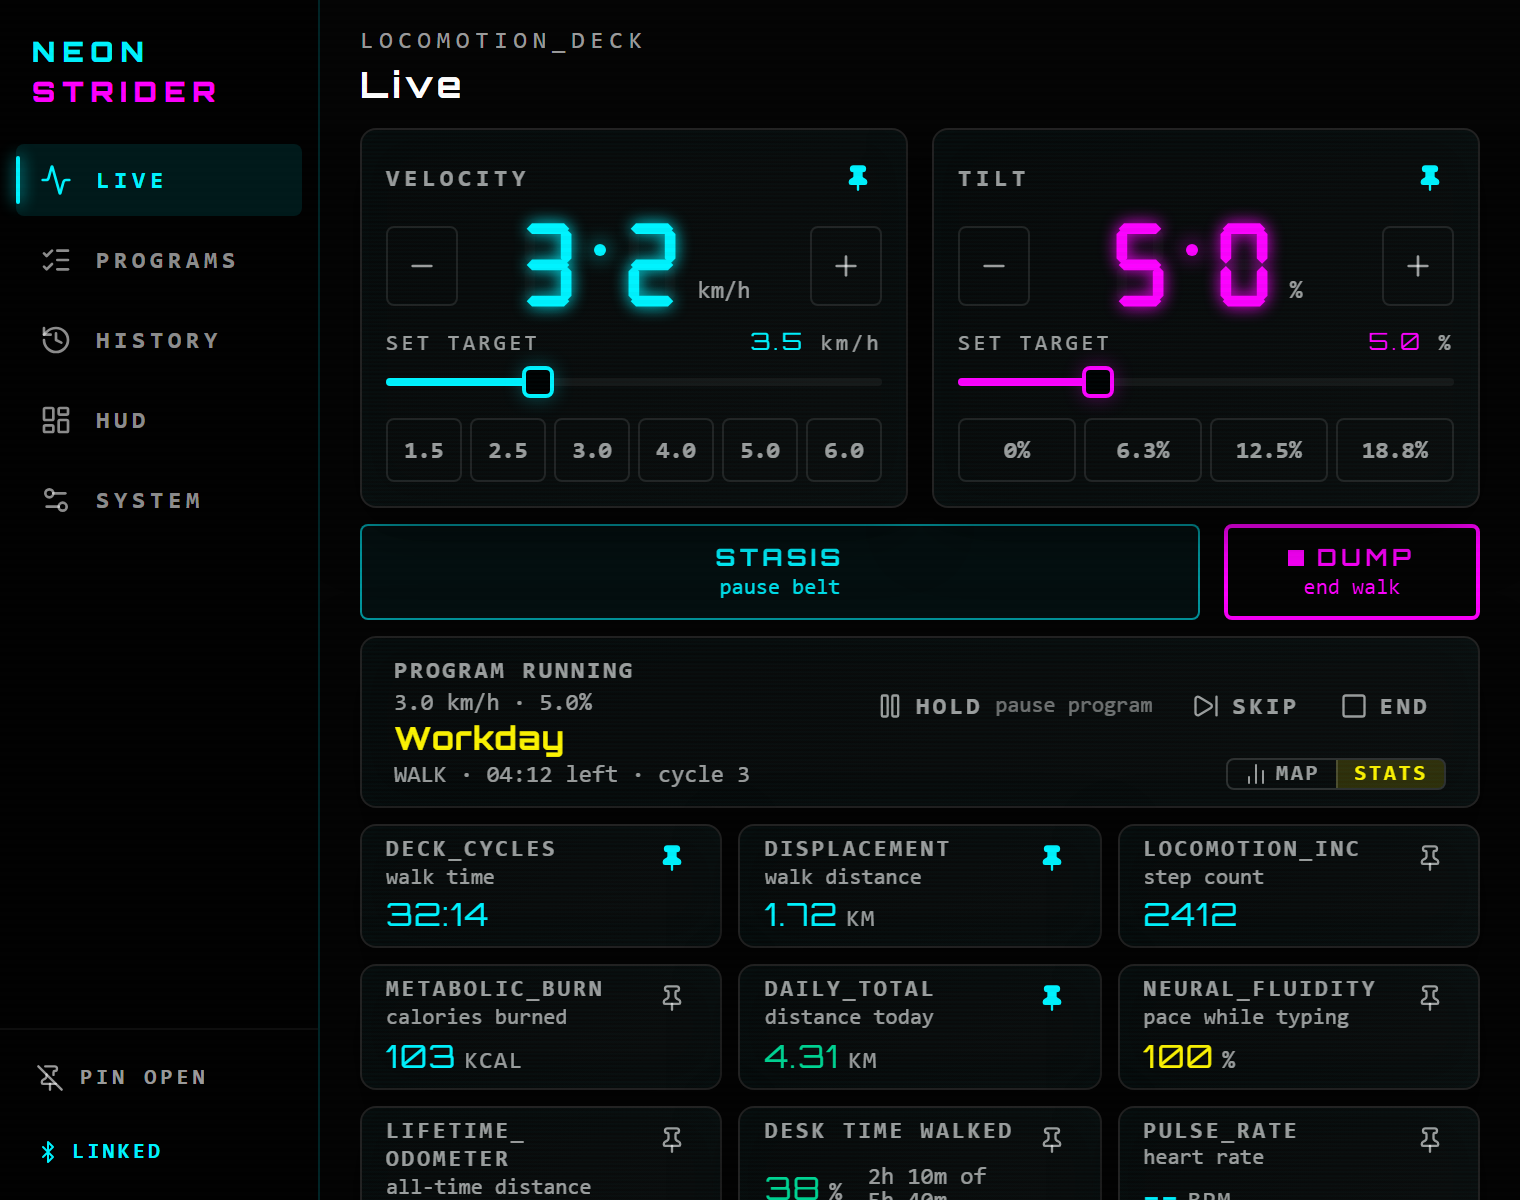 NEON
STRIDER
LIVE
PROGRAMS
HISTORY
HUD
SYSTEM
PIN OPEN
LINKED
LOCOMOTION_DECK
Live
VELOCITY
3.2 km/h
SET TARGET 3.5 km/h
1.5 2.5 3.0 4.0 5.0 6.0
TILT
5.0 %
SET TARGET 5.0 %
0% 6.3% 12.5% 18.8%
STASIS
pause belt
DUMP
end walk
PROGRAM RUNNING
3.0 km/h · 5.0%
Workday
WALK · 04:12 left · cycle 3
HOLD pause program SKIP END
MAP STATS
DECK_CYCLES
walk time
32:14
DISPLACEMENT
walk distance
1.72 KM
LOCOMOTION_INC
step count
2412
METABOLIC_BURN
calories burned
103 KCAL
DAILY_TOTAL
distance today
4.31 KM
NEURAL_FLUIDITY
pace while typing
100 %
LIFETIME_
ODOMETER
all-time distance
DESK TIME WALKED
38 % 2h 10m of
5h 40m
PULSE_RATE
heart rate
-- BPM